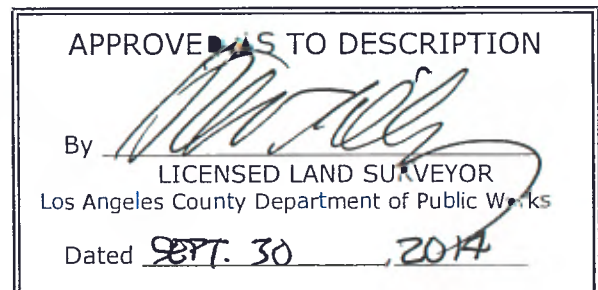 APPROVED AS TO DESCRIPTION
By
LICENSED LAND SURVEYOR
Los Angeles County Department of Public Works
Dated SEPT. 30, 2014